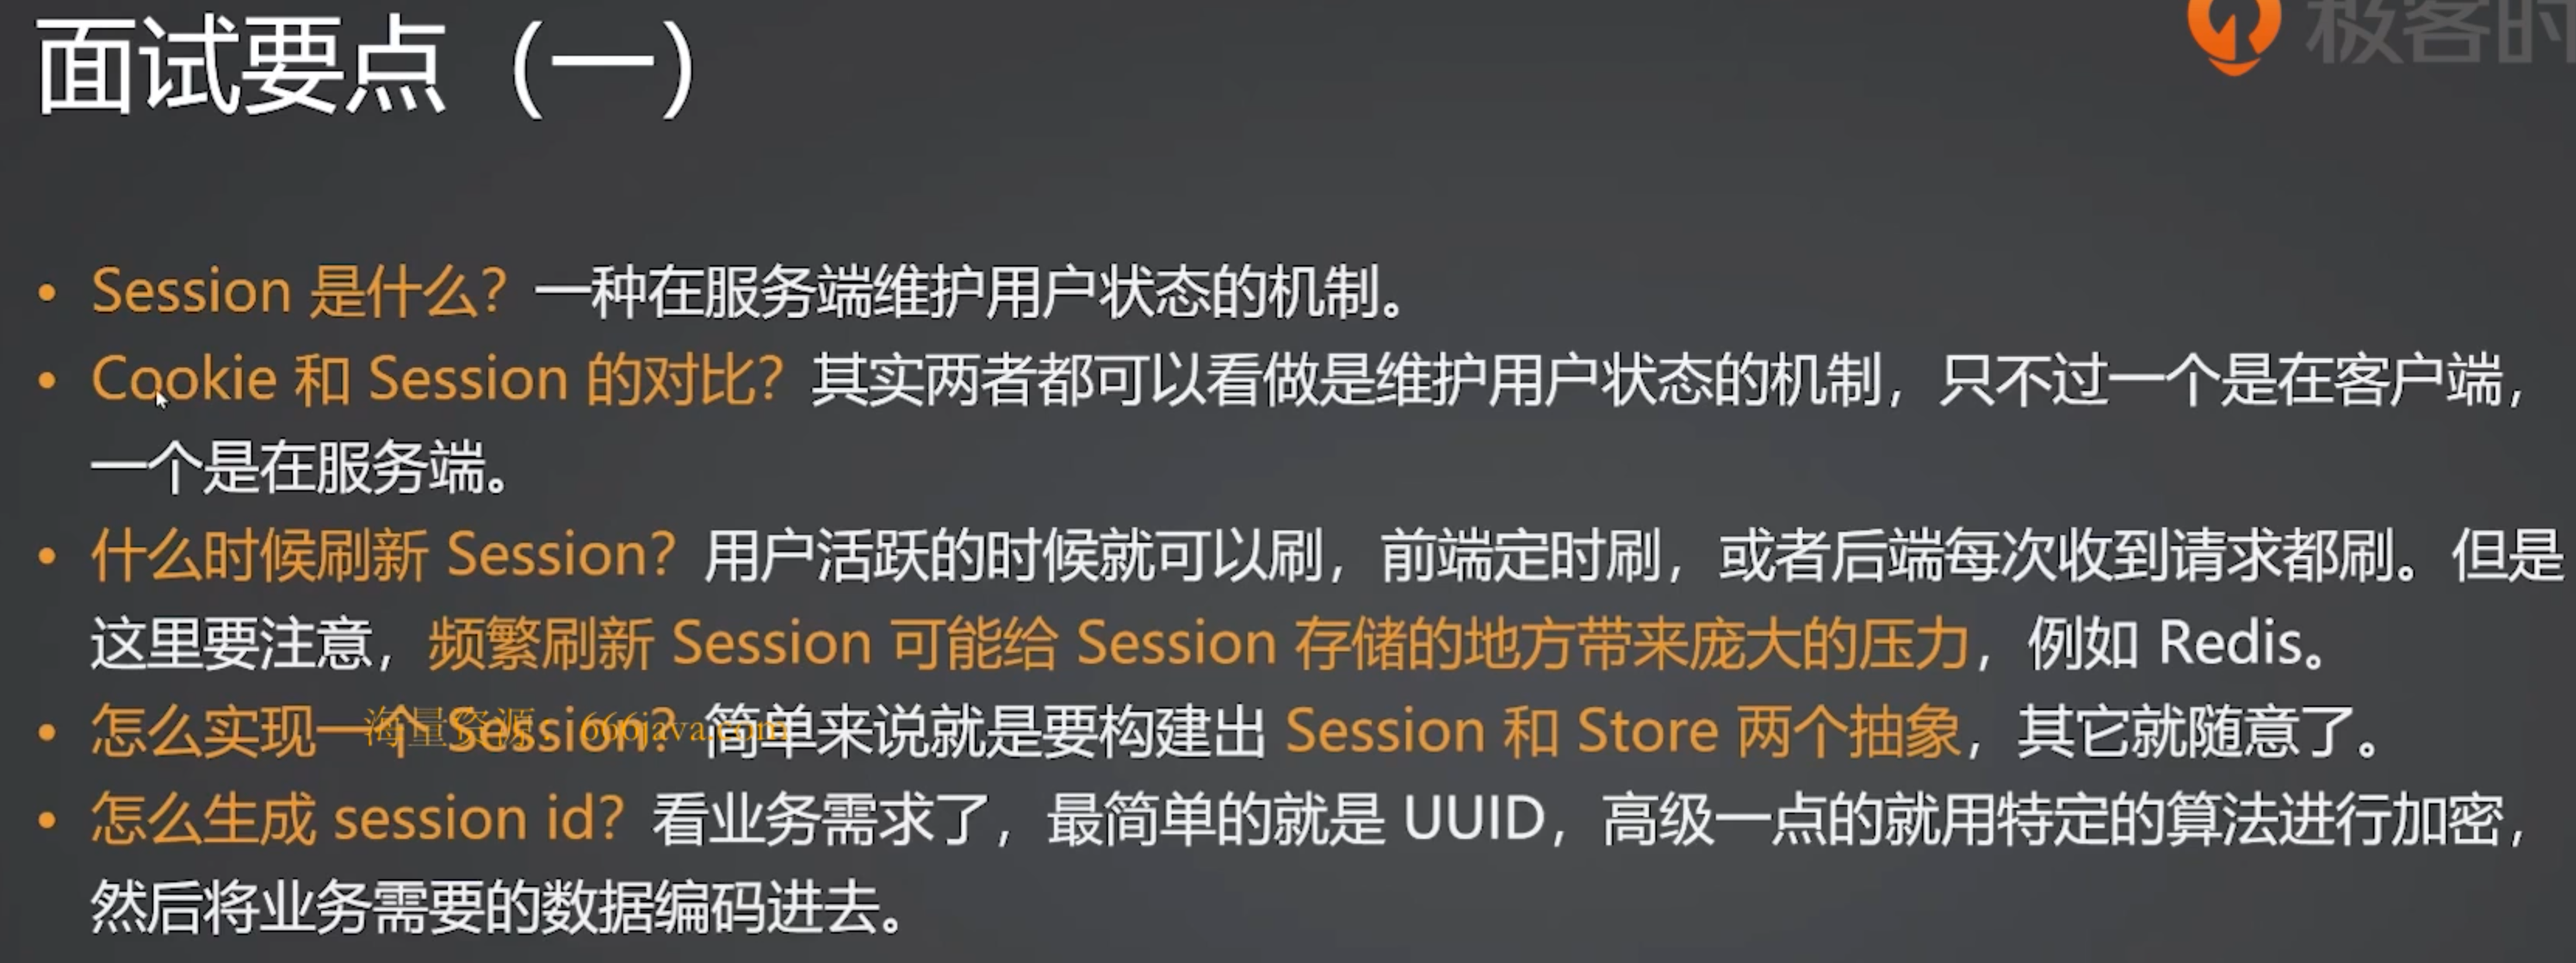 面试要点（一）
极客时
• Session 是什么？一种在服务端维护用户状态的机制。
• Cookie 和 Session 的对比？其实两者都可以看做是维护用户状态的机制，只不过一个是在客户端，
一个是在服务端。
• 什么时候刷新 Session？用户活跃的时候就可以刷，前端定时刷，或者后端每次收到请求都刷。但是
这里要注意，频繁刷新 Session 可能给 Session 存储的地方带来庞大的压力，例如 Redis。
• 怎么实现一个 Session？简单来说就是要构建出 Session 和 Store 两个抽象，其它就随意了。
海量资源：666java.com
• 怎么生成 session id？看业务需求了，最简单的就是 UUID，高级一点的就用特定的算法进行加密，
然后将业务需要的数据编码进去。